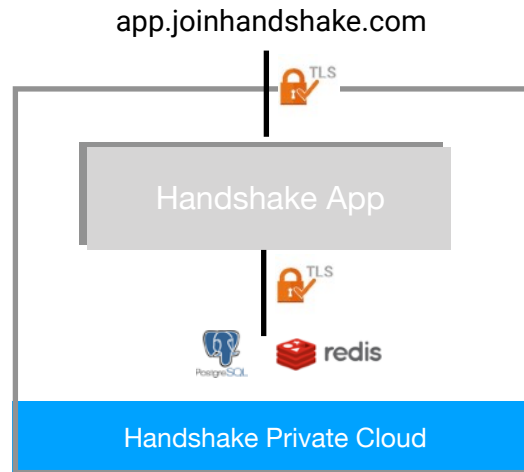 app.joinhandshake.com
TLS
Handshake App
TLS
PostgreSQL
redis
Handshake Private Cloud